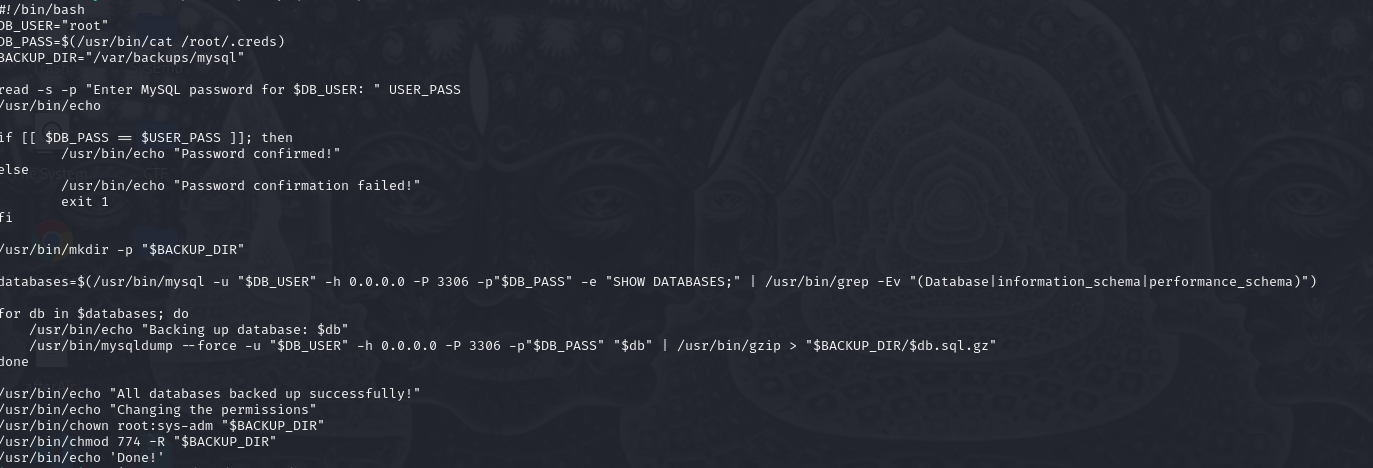 #!/bin/bash
DB_USER="root"
DB_PASS=$(/usr/bin/cat /root/.creds)
BACKUP_DIR="/var/backups/mysql"
read -s -p "Enter MySQL password for $DB_USER: " USER_PASS
/usr/bin/echo
if [[ $DB_PASS == $USER_PASS ]]; then
/usr/bin/echo "Password confirmed!"
else
/usr/bin/echo "Password confirmation failed!"
exit 1
fi
/usr/bin/mkdir -p "$BACKUP_DIR"
databases=$(/usr/bin/mysql -u "$DB_USER" -h 0.0.0.0 -P 3306 -p"$DB_PASS" -e "SHOW DATABASES;" | /usr/bin/grep -Ev "(Database|information_schema|performance_schema)")
for db in $databases; do
/usr/bin/echo "Backing up database: $db"
/usr/bin/mysqldump --force -u "$DB_USER" -h 0.0.0.0 -P 3306 -p"$DB_PASS" "$db" | /usr/bin/gzip > "$BACKUP_DIR/$db.sql.gz"
done
/usr/bin/echo "All databases backed up successfully!"
/usr/bin/echo "Changing the permissions"
/usr/bin/chown root:sys-adm "$BACKUP_DIR"
/usr/bin/chmod 774 -R "$BACKUP_DIR"
/usr/bin/echo 'Done!'